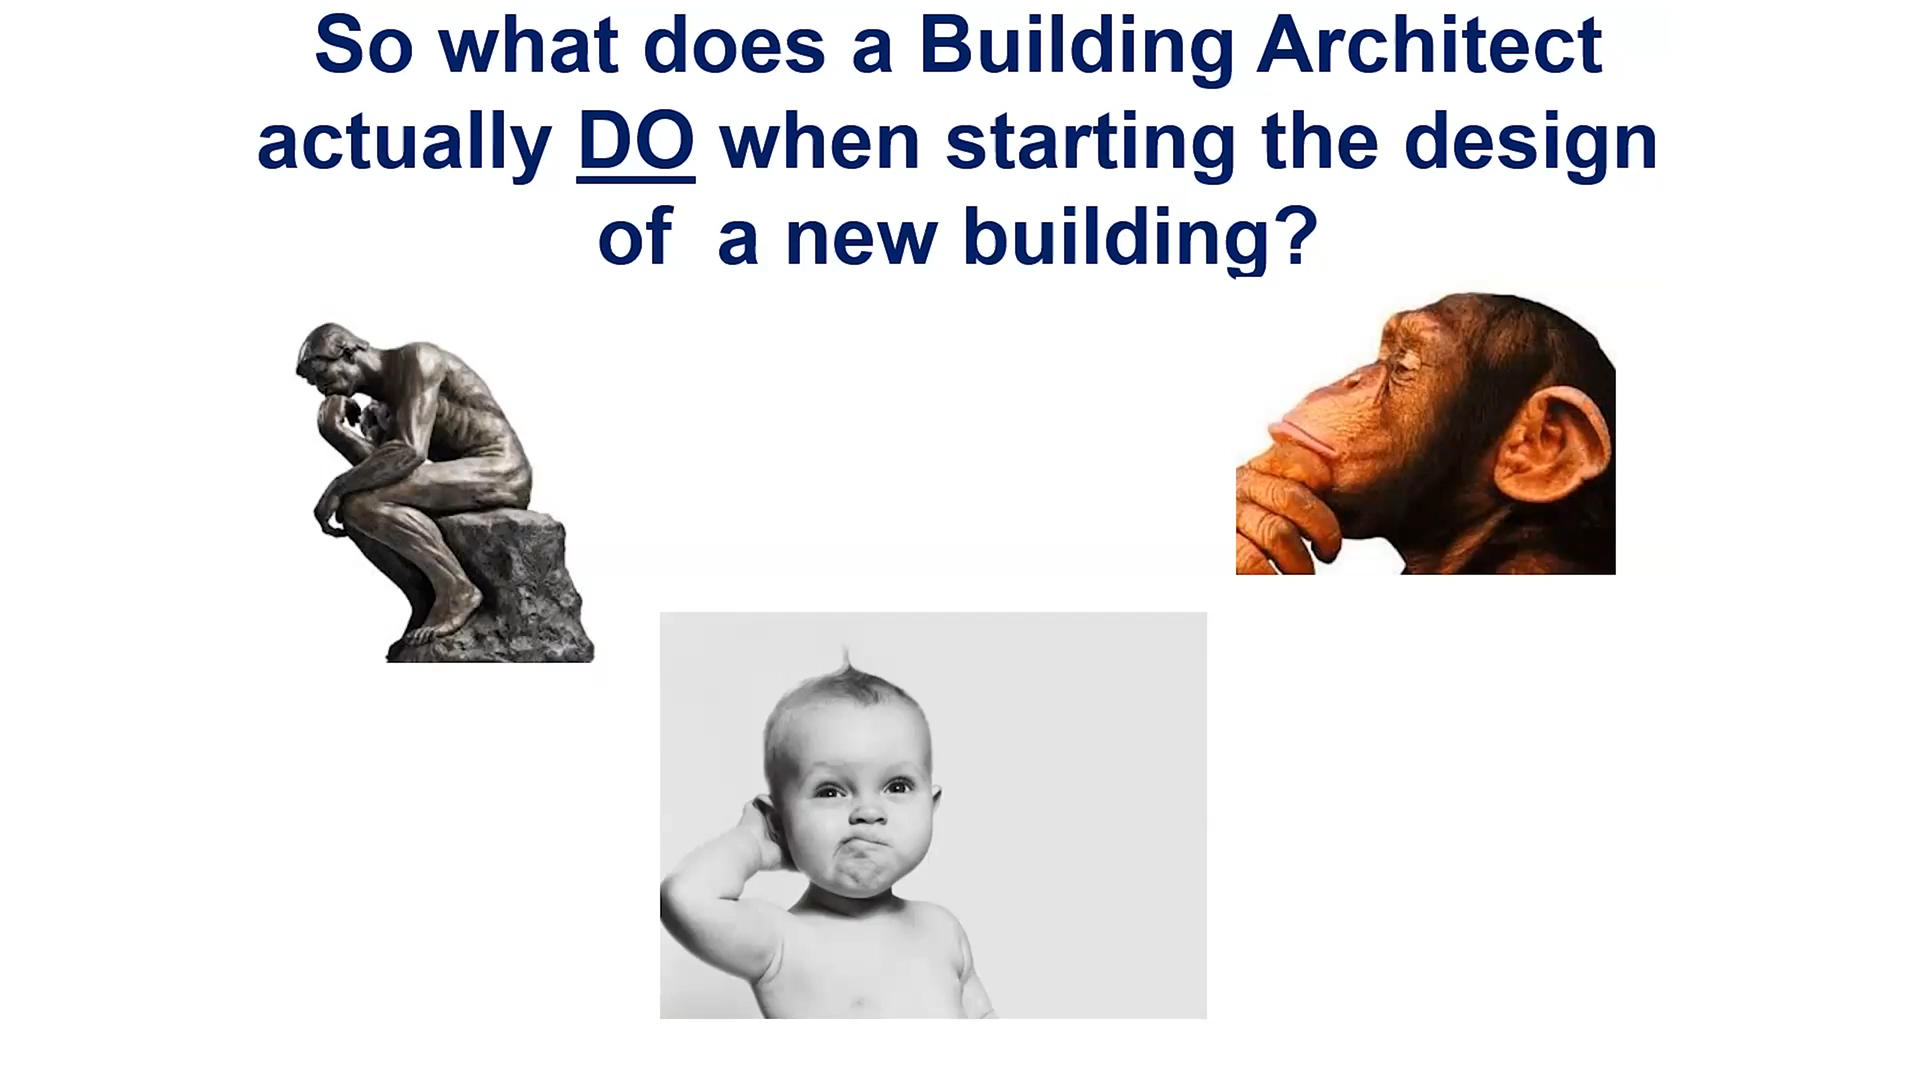 So what does a Building Architect
actually DO when starting the design
of  a new building?